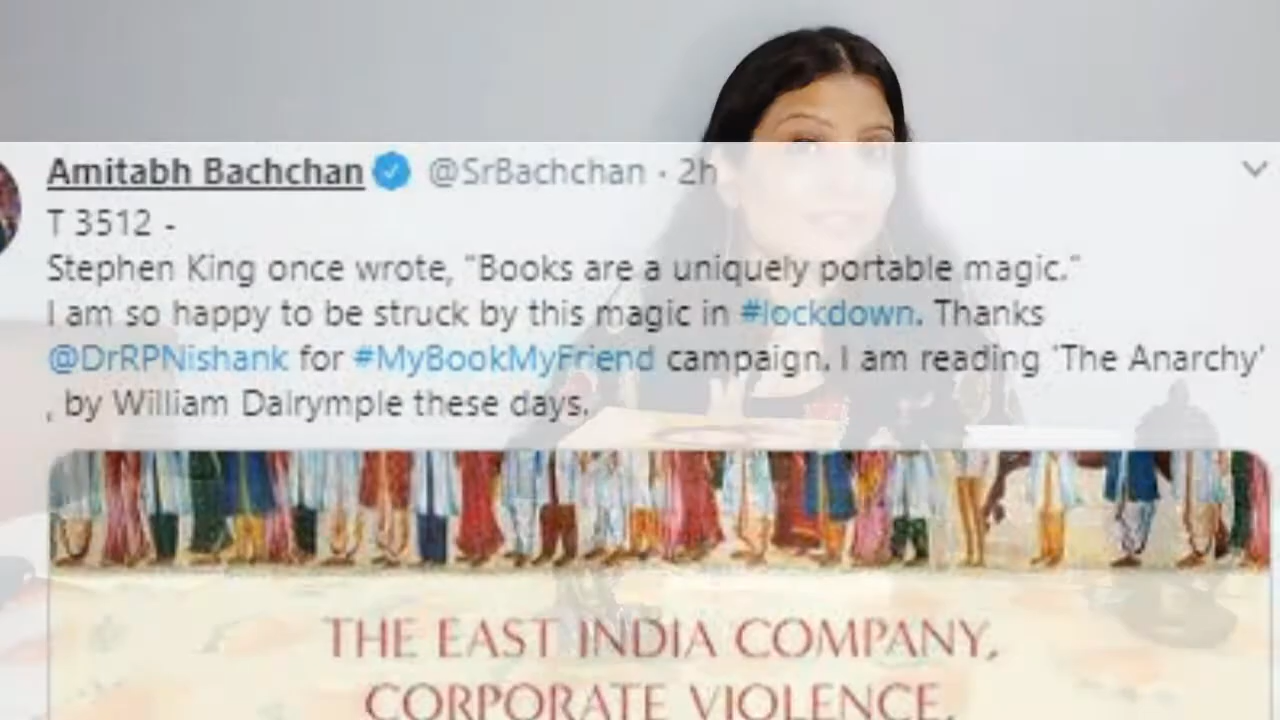 Amitabh Bachchan @SrBachchan · 2h
T 3512 -
Stephen King once wrote, "Books are a uniquely portable magic."
I am so happy to be struck by this magic in #lockdown. Thanks
@DrRPNishank for #MyBookMyFriend campaign. I am reading 'The Anarchy'
, by William Dalrymple these days.
THE EAST INDIA COMPANY,
CORPORATE VIOLENCE,